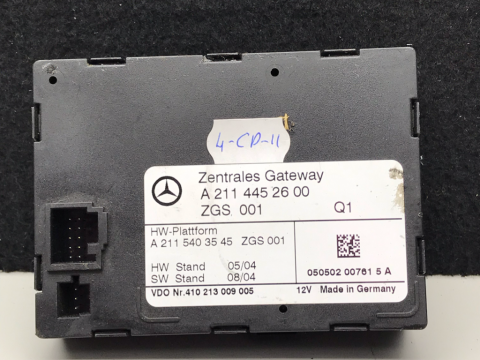 4-CD-11
Zentrales Gateway
A 211 445 26 00
ZGS 001 Q1
HW-Plattform
A 211 540 35 45 ZGS 001
HW Stand 05/04
SW Stand 08/04
050502 00761 5 A
VDO Nr.410 213 009 005 12V Made in Germany